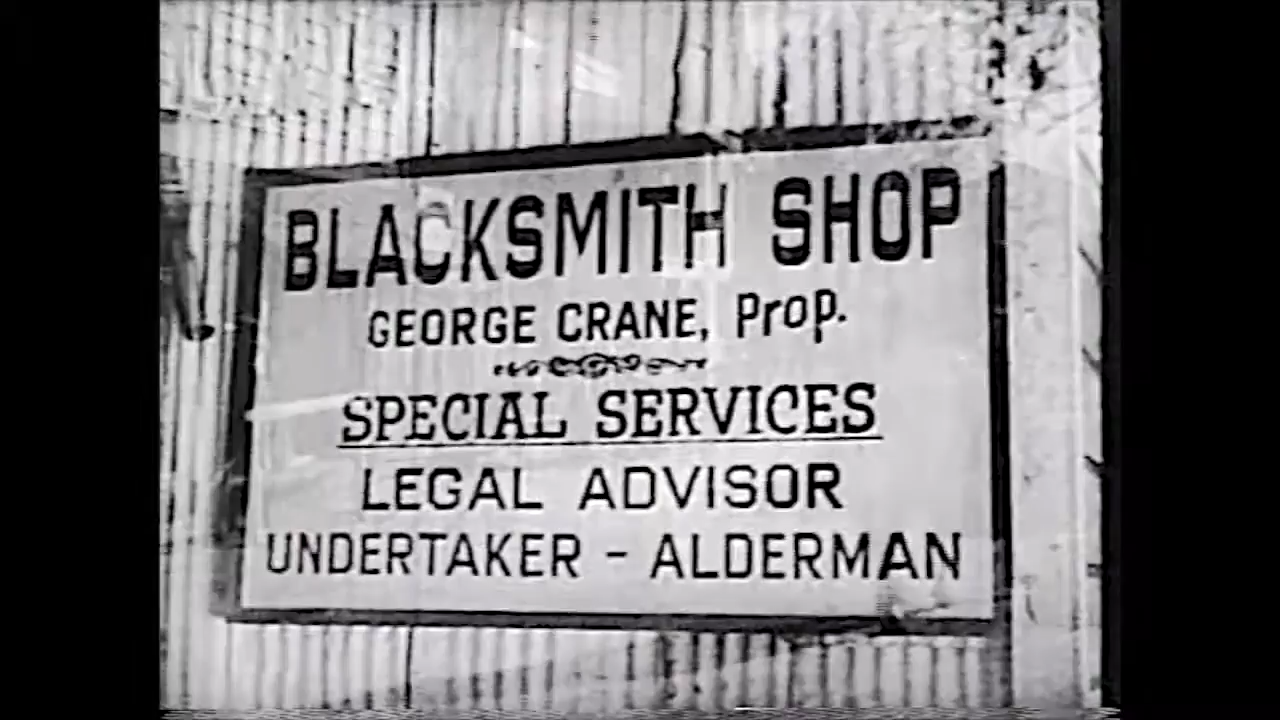 BLACKSMITH SHOP
GEORGE CRANE, Prop.
SPECIAL SERVICES
LEGAL ADVISOR
UNDERTAKER - ALDERMAN